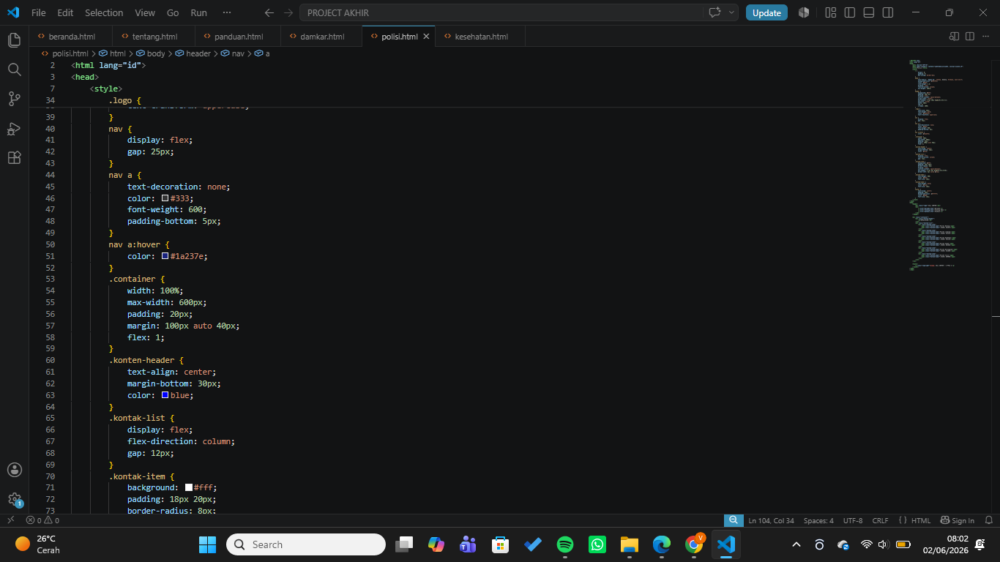 File Edit Selection View Go Run ··· PROJECT AKHIR Update
beranda.html tentang.html panduan.html damkar.html polisi.html kesehatan.html
polisi.html > html > body > header > nav > a
2 <html lang="id">
3 <head>
7 <style>
34 .logo {
39 }
40 nav {
41 display: flex;
42 gap: 25px;
43 }
44 nav a {
45 text-decoration: none;
46 color: #333;
47 font-weight: 600;
48 padding-bottom: 5px;
49 }
50 nav a:hover {
51 color: #1a237e;
52 }
53 .container {
54 width: 100%;
55 max-width: 600px;
56 padding: 20px;
57 margin: 100px auto 40px;
58 flex: 1;
59 }
60 .konten-header {
61 text-align: center;
62 margin-bottom: 30px;
63 color: blue;
64 }
65 .kontak-list {
66 display: flex;
67 flex-direction: column;
68 gap: 12px;
69 }
70 .kontak-item {
71 background: #fff;
72 padding: 18px 20px;
73 border-radius: 8px;
1
0 0 Ln 104, Col 34 Spaces: 4 UTF-8 CRLF {} HTML Sign In
26°C
Cerah
Search
V
08:02
02/06/2026